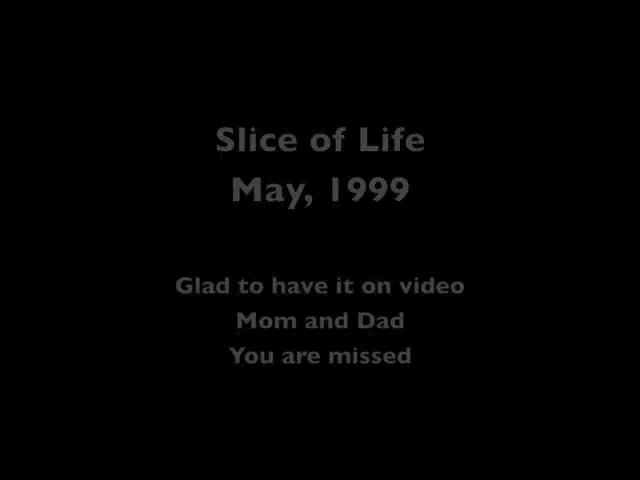 Slice of Life
May, 1999
Glad to have it on video
Mom and Dad
You are missed